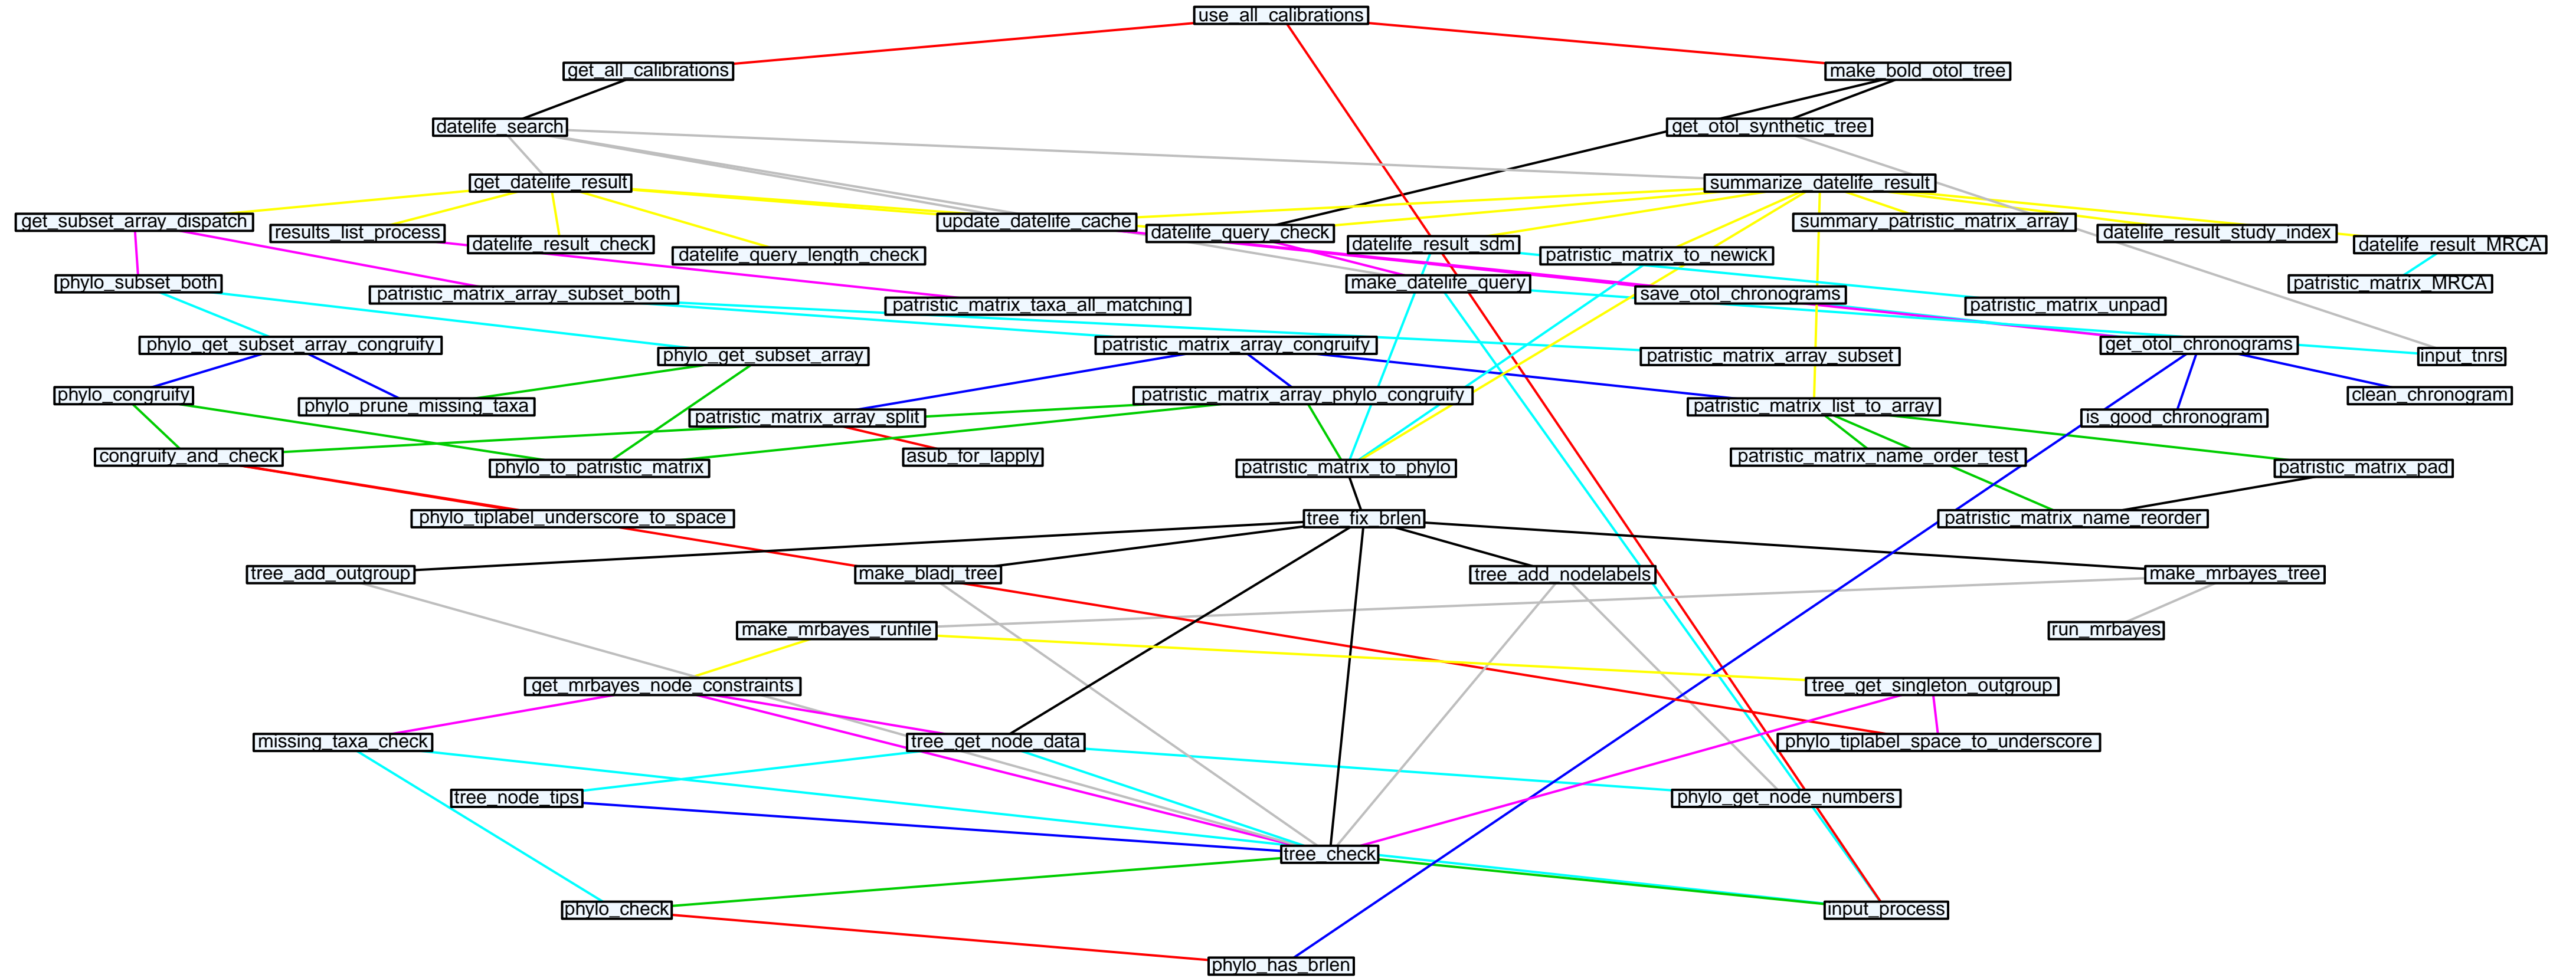 use_all_calibrations
get_all_calibrations
make_bold_otol_tree
datelife_search
get_otol_synthetic_tree
get_datelife_result
summarize_datelife_result
get_subset_array_dispatch
update_datelife_cache
summary_patristic_matrix_array
results_list_process
datelife_query_check
datelife_result_study_index
datelife_result_check
datelife_result_sdm
datelife_result_MRCA
datelife_query_length_check
patristic_matrix_to_newick
phylo_subset_both
make_datelife_query
patristic_matrix_MRCA
patristic_matrix_array_subset_both
save_otol_chronograms
patristic_matrix_taxa_all_matching
patristic_matrix_unpad
phylo_get_subset_array_congruify
patristic_matrix_array_congruify
get_otol_chronograms
phylo_get_subset_array
patristic_matrix_array_subset
input_tnrs
phylo_congruify
patristic_matrix_array_phylo_congruify
clean_chronogram
phylo_prune_missing_taxa
patristic_matrix_list_to_array
patristic_matrix_array_split
is_good_chronogram
congruify_and_check
asub_for_lapply
patristic_matrix_name_order_test
phylo_to_patristic_matrix
patristic_matrix_to_phylo
patristic_matrix_pad
phylo_tiplabel_underscore_to_space
tree_fix_brlen
patristic_matrix_name_reorder
tree_add_outgroup
make_bladj_tree
tree_add_nodelabels
make_mrbayes_tree
make_mrbayes_runfile
run_mrbayes
get_mrbayes_node_constraints
tree_get_singleton_outgroup
missing_taxa_check
tree_get_node_data
phylo_tiplabel_space_to_underscore
tree_node_tips
phylo_get_node_numbers
tree_check
phylo_check
input_process
phylo_has_brlen